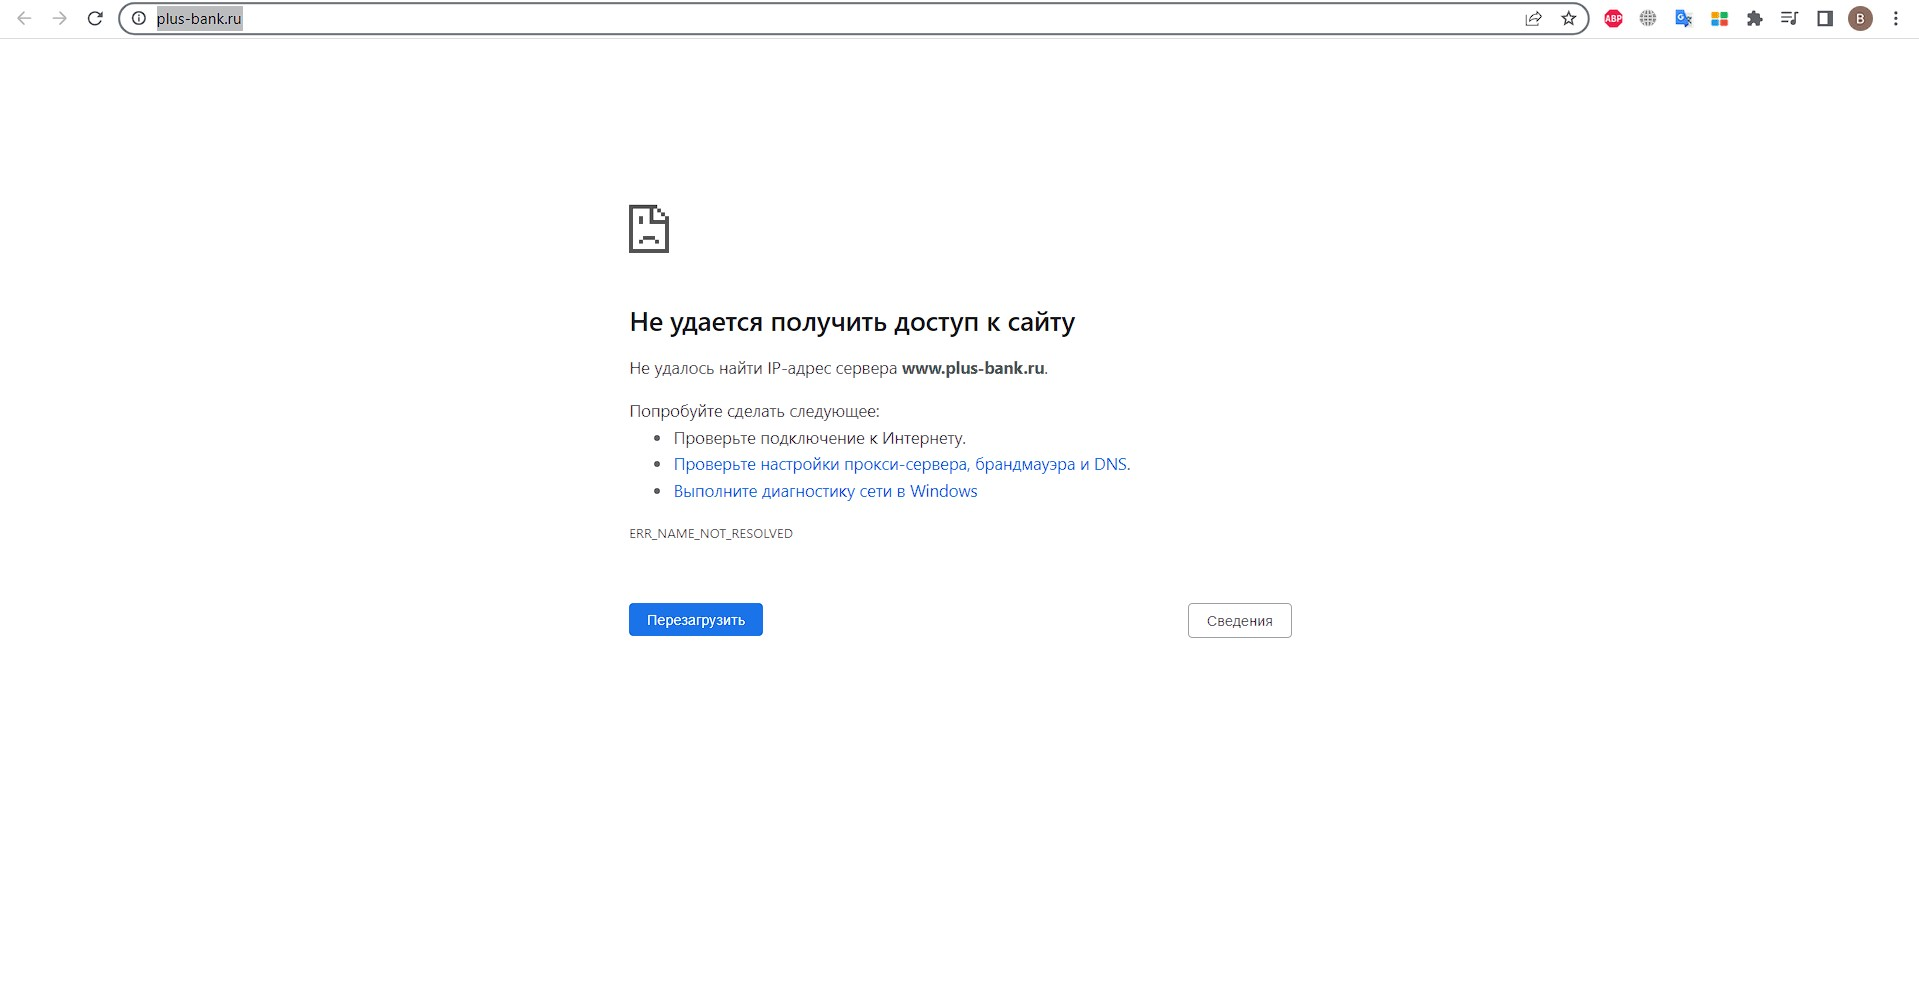 plus-bank.ru
ABP
B
Не удается получить доступ к сайту
Не удалось найти IP-адрес сервера www.plus-bank.ru.
Попробуйте сделать следующее:
Проверьте подключение к Интернету.
Проверьте настройки прокси-сервера, брандмауэра и DNS.
Выполните диагностику сети в Windows
ERR_NAME_NOT_RESOLVED
Перезагрузить
Сведения